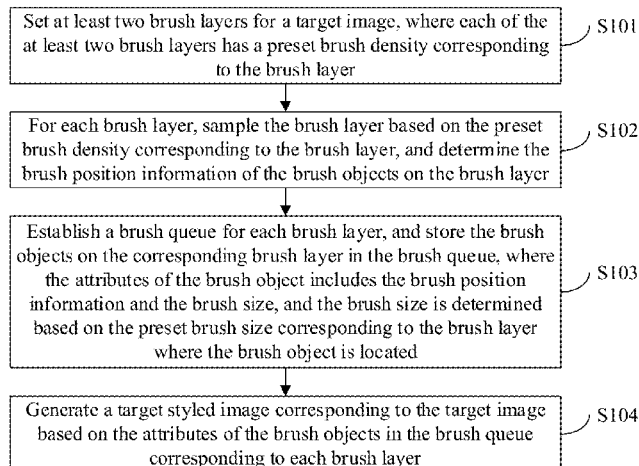 Set at least two brush layers for a target image, where each of the
at least two brush layers has a preset brush density corresponding
to the brush layer
S101
For each brush layer, sample the brush layer based on the preset
brush density corresponding to the brush layer, and determine the
brush position information of the brush objects on the brush layer
S102
Establish a brush queue for each brush layer, and store the brush
objects on the corresponding brush layer in the brush queue, where
the attributes of the brush object includes the brush position
information and the brush size, and the brush size is determined
based on the preset brush size corresponding to the brush layer
where the brush object is located
S103
Generate a target styled image corresponding to the target image
based on the attributes of the brush objects in the brush queue
corresponding to each brush layer
S104